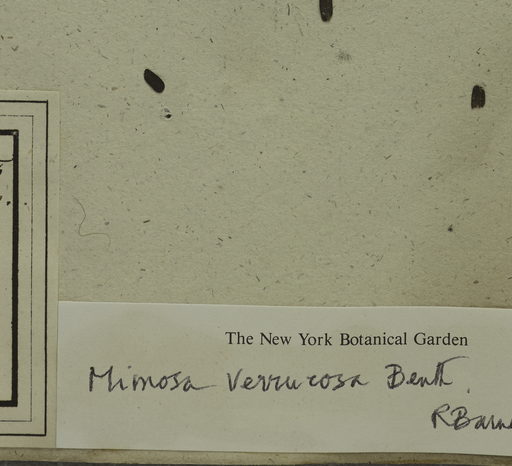 The New York Botanical Garden
Mimosa verrucosa Benth.